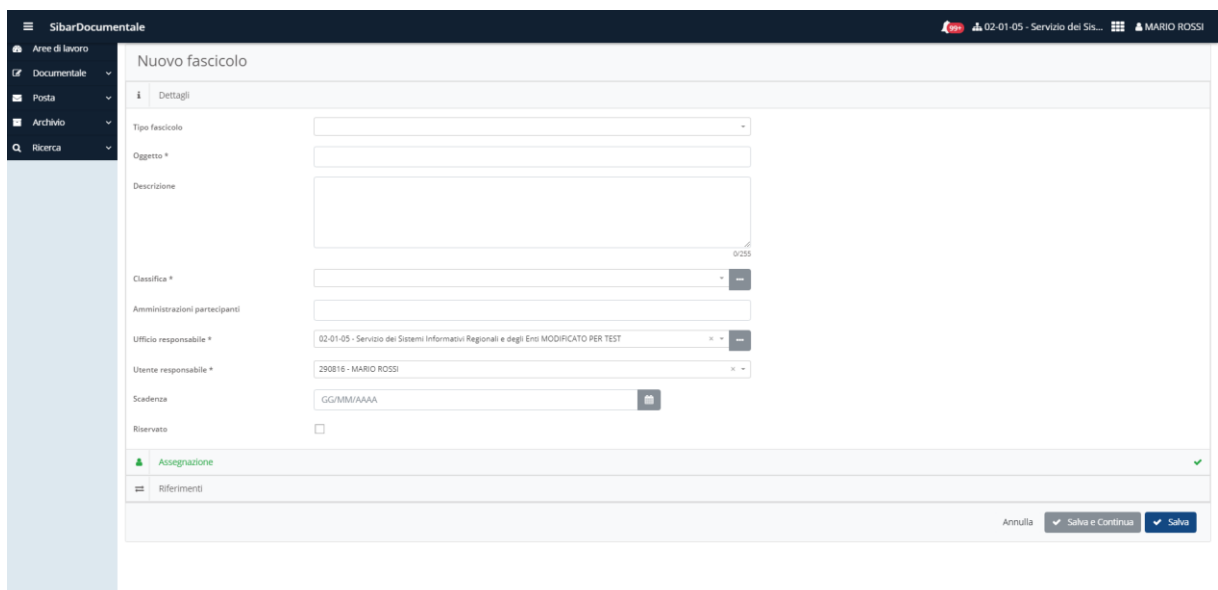 SibarDocumentale
99+
02-01-05 - Servizio dei Sis...
MARIO ROSSI
Aree di lavoro
Documentale
Posta
Archivio
Ricerca
Nuovo fascicolo
i Dettagli
Tipo fascicolo
Oggetto *
Descrizione
0/255
Classifica *
Amministrazioni partecipanti
Ufficio responsabile * 02-01-05 - Servizio dei Sistemi Informativi Regionali e degli Enti MODIFICATO PER TEST
Utente responsabile * 290816 - MARIO ROSSI
Scadenza GG/MM/AAAA
Riservato
Assegnazione
Riferimenti
Annulla Salva e Continua Salva